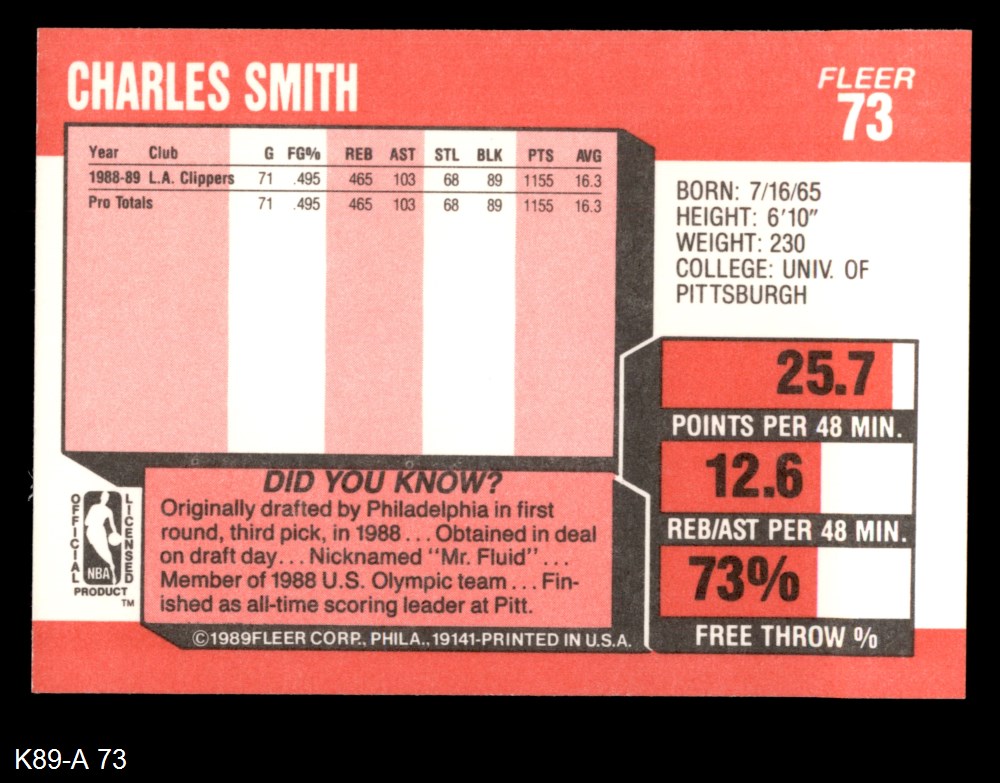 CHARLES SMITH
FLEER
73
Year Club G FG% REB AST STL BLK PTS AVG
1988-89 L.A. Clippers 71 .495 465 103 68 89 1155 16.3
Pro Totals 71 .495 465 103 68 89 1155 16.3
BORN: 7/16/65
HEIGHT: 6'10"
WEIGHT: 230
COLLEGE: UNIV. OF
PITTSBURGH
25.7
POINTS PER 48 MIN.
12.6
REB/AST PER 48 MIN.
73%
FREE THROW %
DID YOU KNOW?
Originally drafted by Philadelphia in first
round, third pick, in 1988 ... Obtained in deal
on draft day ... Nicknamed "Mr. Fluid" ...
Member of 1988 U.S. Olympic team ... Fin-
ished as all-time scoring leader at Pitt.
OFFICIAL
LICENSED
NBA
PRODUCT
TM
©1989FLEER CORP., PHILA., 19141-PRINTED IN U.S.A.
K89-A 73